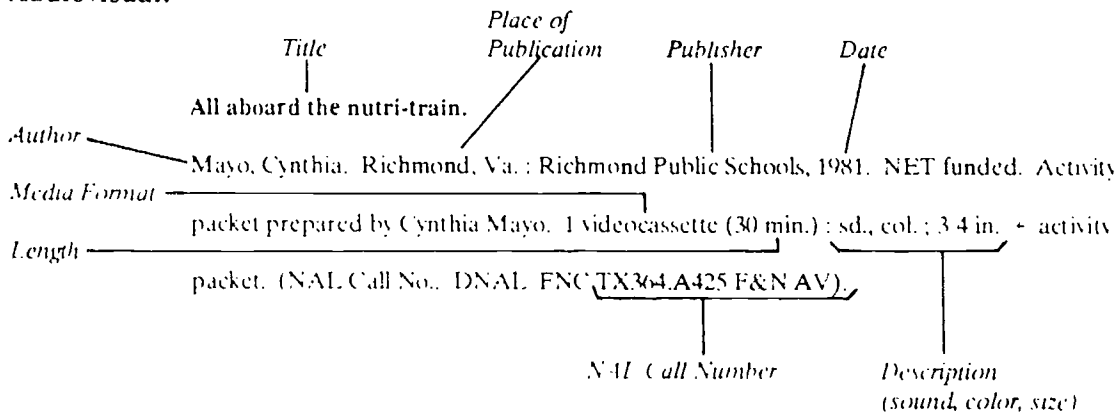 Audiovisual:
Place of
Title Publication Publisher Date
All aboard the nutri-train.
Author
Mayo, Cynthia. Richmond, Va. : Richmond Public Schools, 1981. NET funded. Activity
Media Format
packet prepared by Cynthia Mayo. 1 videocassette (30 min.) : sd., col. ; 3 4 in. + activity
Length
packet. (NAL Call No.. DNAL FNC TX364.A425 F&N AV).
NAL Call Number Description
(sound, color, size)